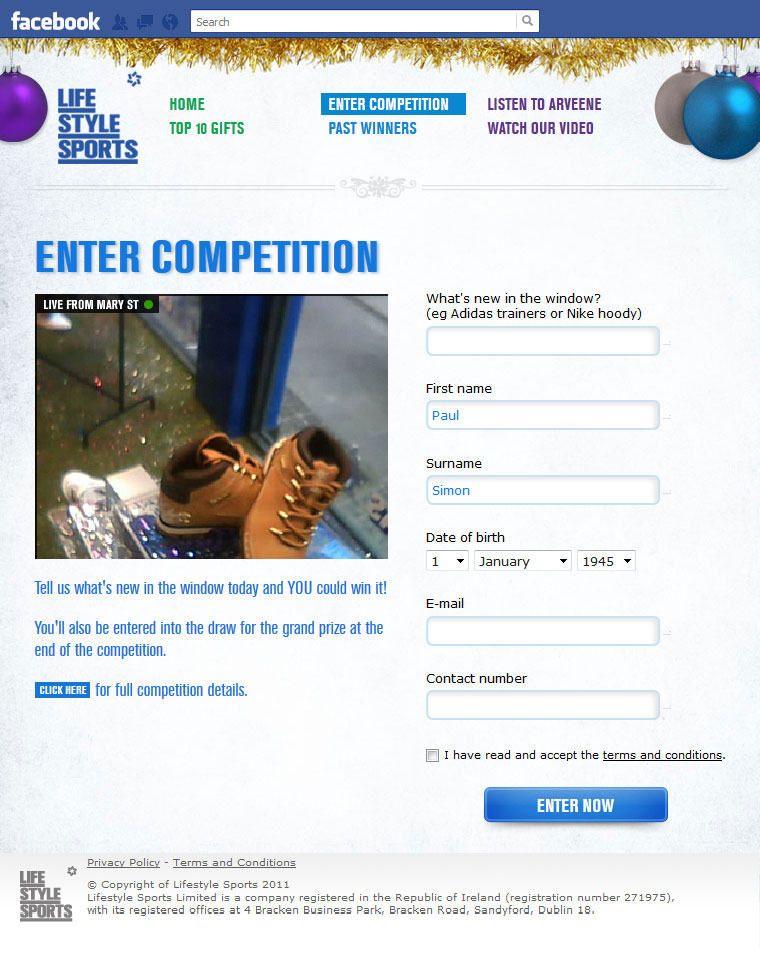 facebook
Search
LIFE
STYLE
SPORTS
HOME
TOP 10 GIFTS
ENTER COMPETITION
PAST WINNERS
LISTEN TO ARVEENE
WATCH OUR VIDEO
ENTER COMPETITION
LIVE FROM MARY ST
Tell us what's new in the window today and YOU could win it!
You'll also be entered into the draw for the grand prize at the
end of the competition.
CLICK HERE for full competition details.
What's new in the window?
(eg Adidas trainers or Nike hoody)
First name
Paul
Surname
Simon
Date of birth
1 January 1945
E-mail
Contact number
I have read and accept the terms and conditions.
ENTER NOW
LIFE
STYLE
SPORTS
Privacy Policy - Terms and Conditions
© Copyright of Lifestyle Sports 2011
Lifestyle Sports Limited is a company registered in the Republic of Ireland (registration number 271975),
with its registered offices at 4 Bracken Business Park, Bracken Road, Sandyford, Dublin 18.